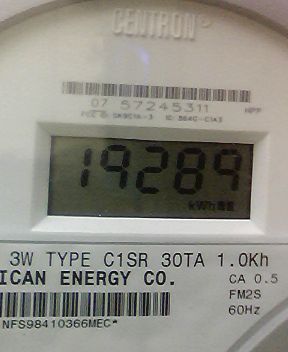 CENTRON
07 57245311
19289
kWh
3W TYPE C1SR 30TA 1.0Kh
ICAN ENERGY CO. CA 0.5
FM2S
60Hz
NFS98410366MEC*